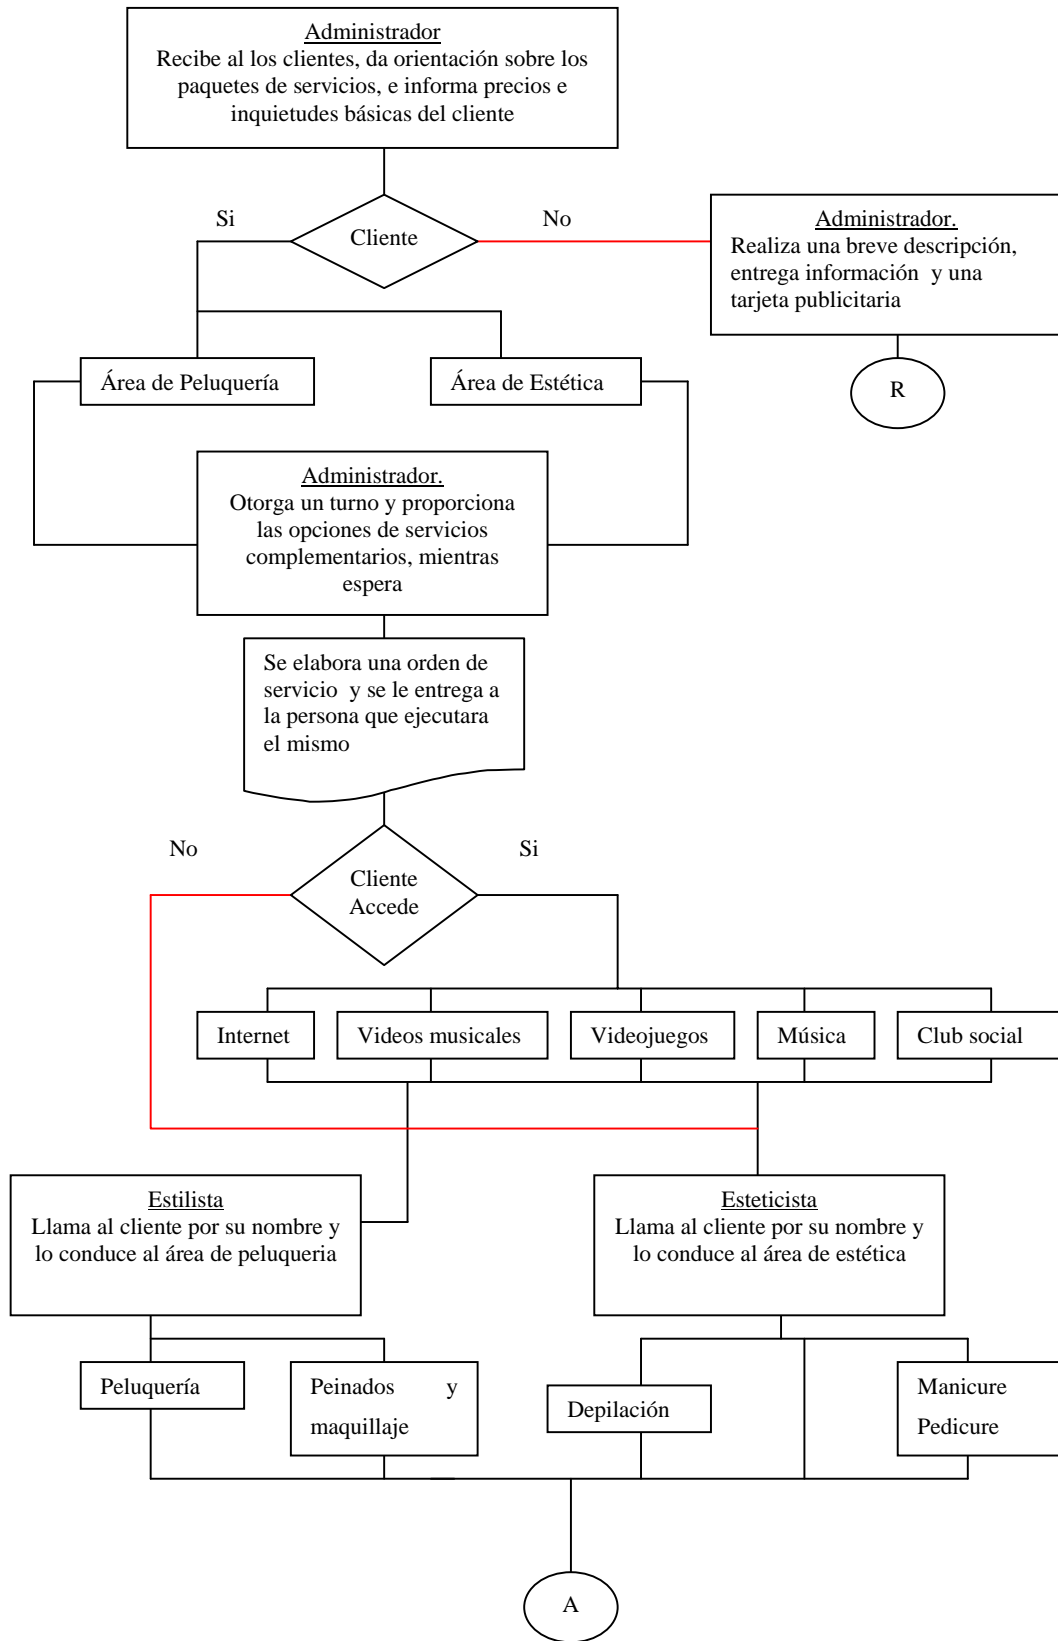 Administrador
Recibe al los clientes, da orientación sobre los
paquetes de servicios, e informa precios e
inquietudes básicas del cliente
Si
Cliente
No
Administrador.
Realiza una breve descripción,
entrega información y una
tarjeta publicitaria
R
Área de Peluquería
Área de Estética
Administrador.
Otorga un turno y proporciona
las opciones de servicios
complementarios, mientras
espera
Se elabora una orden de
servicio y se le entrega a
la persona que ejecutara
el mismo
No
Si
Cliente
Accede
Internet
Videos musicales
Videojuegos
Música
Club social
Estilista
Llama al cliente por su nombre y
lo conduce al área de peluqueria
Esteticista
Llama al cliente por su nombre y
lo conduce al área de estética
Peluquería
Peinados y
maquillaje
Depilación
Manicure
Pedicure
A